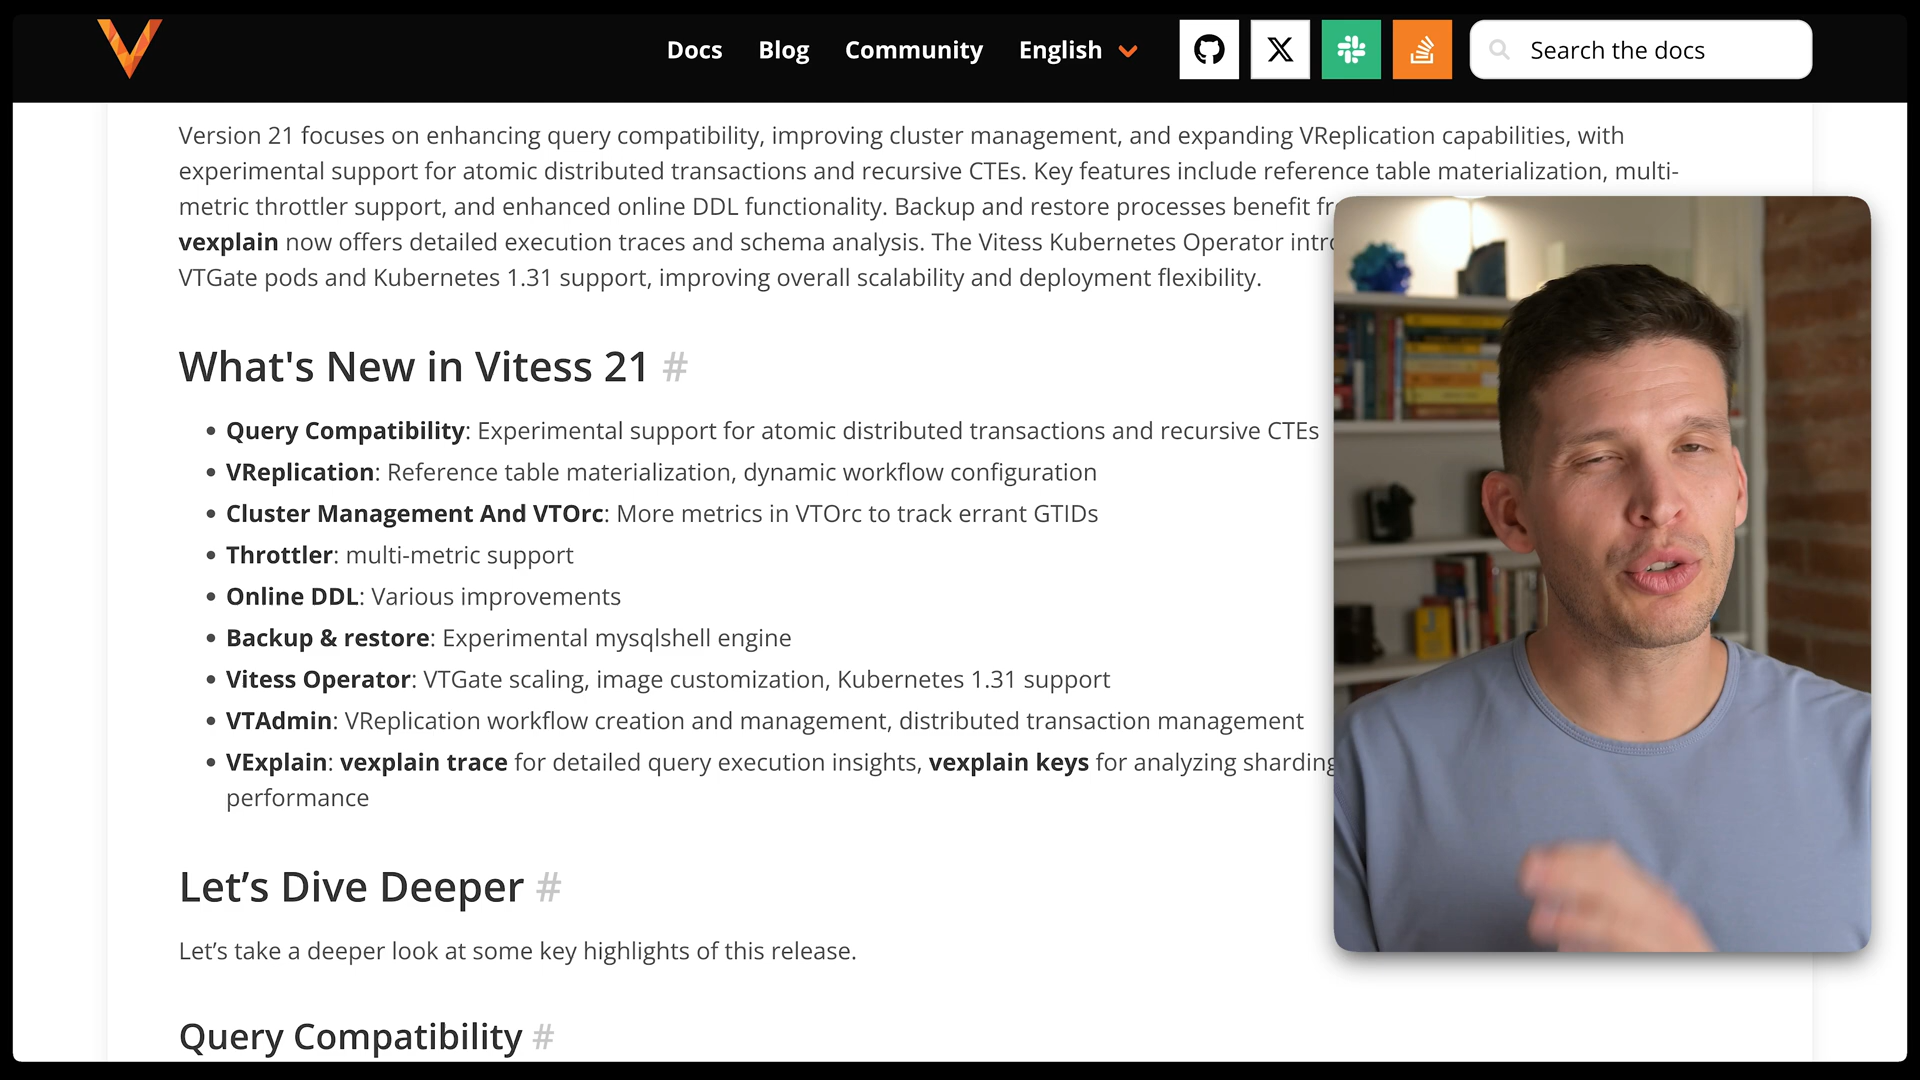 Docs Blog Community English Search the docs
Version 21 focuses on enhancing query compatibility, improving cluster management, and expanding VReplication capabilities, with
experimental support for atomic distributed transactions and recursive CTEs. Key features include reference table materialization, multi-
metric throttler support, and enhanced online DDL functionality. Backup and restore processes benefit
vexplain now offers detailed execution traces and schema analysis. The Vitess Kubernetes Operator
VTGate pods and Kubernetes 1.31 support, improving overall scalability and deployment flexibility.
What's New in Vitess 21 #
• Query Compatibility: Experimental support for atomic distributed transactions and recursive CTEs
• VReplication: Reference table materialization, dynamic workflow configuration
• Cluster Management And VTOrc: More metrics in VTOrc to track errant GTIDs
• Throttler: multi-metric support
• Online DDL: Various improvements
• Backup & restore: Experimental mysqlshell engine
• Vitess Operator: VTGate scaling, image customization, Kubernetes 1.31 support
• VTAdmin: VReplication workflow creation and management, distributed transaction management
• VExplain: vexplain trace for detailed query execution insights, vexplain keys for analyzing sharding
performance
Let’s Dive Deeper #
Let’s take a deeper look at some key highlights of this release.
Query Compatibility #